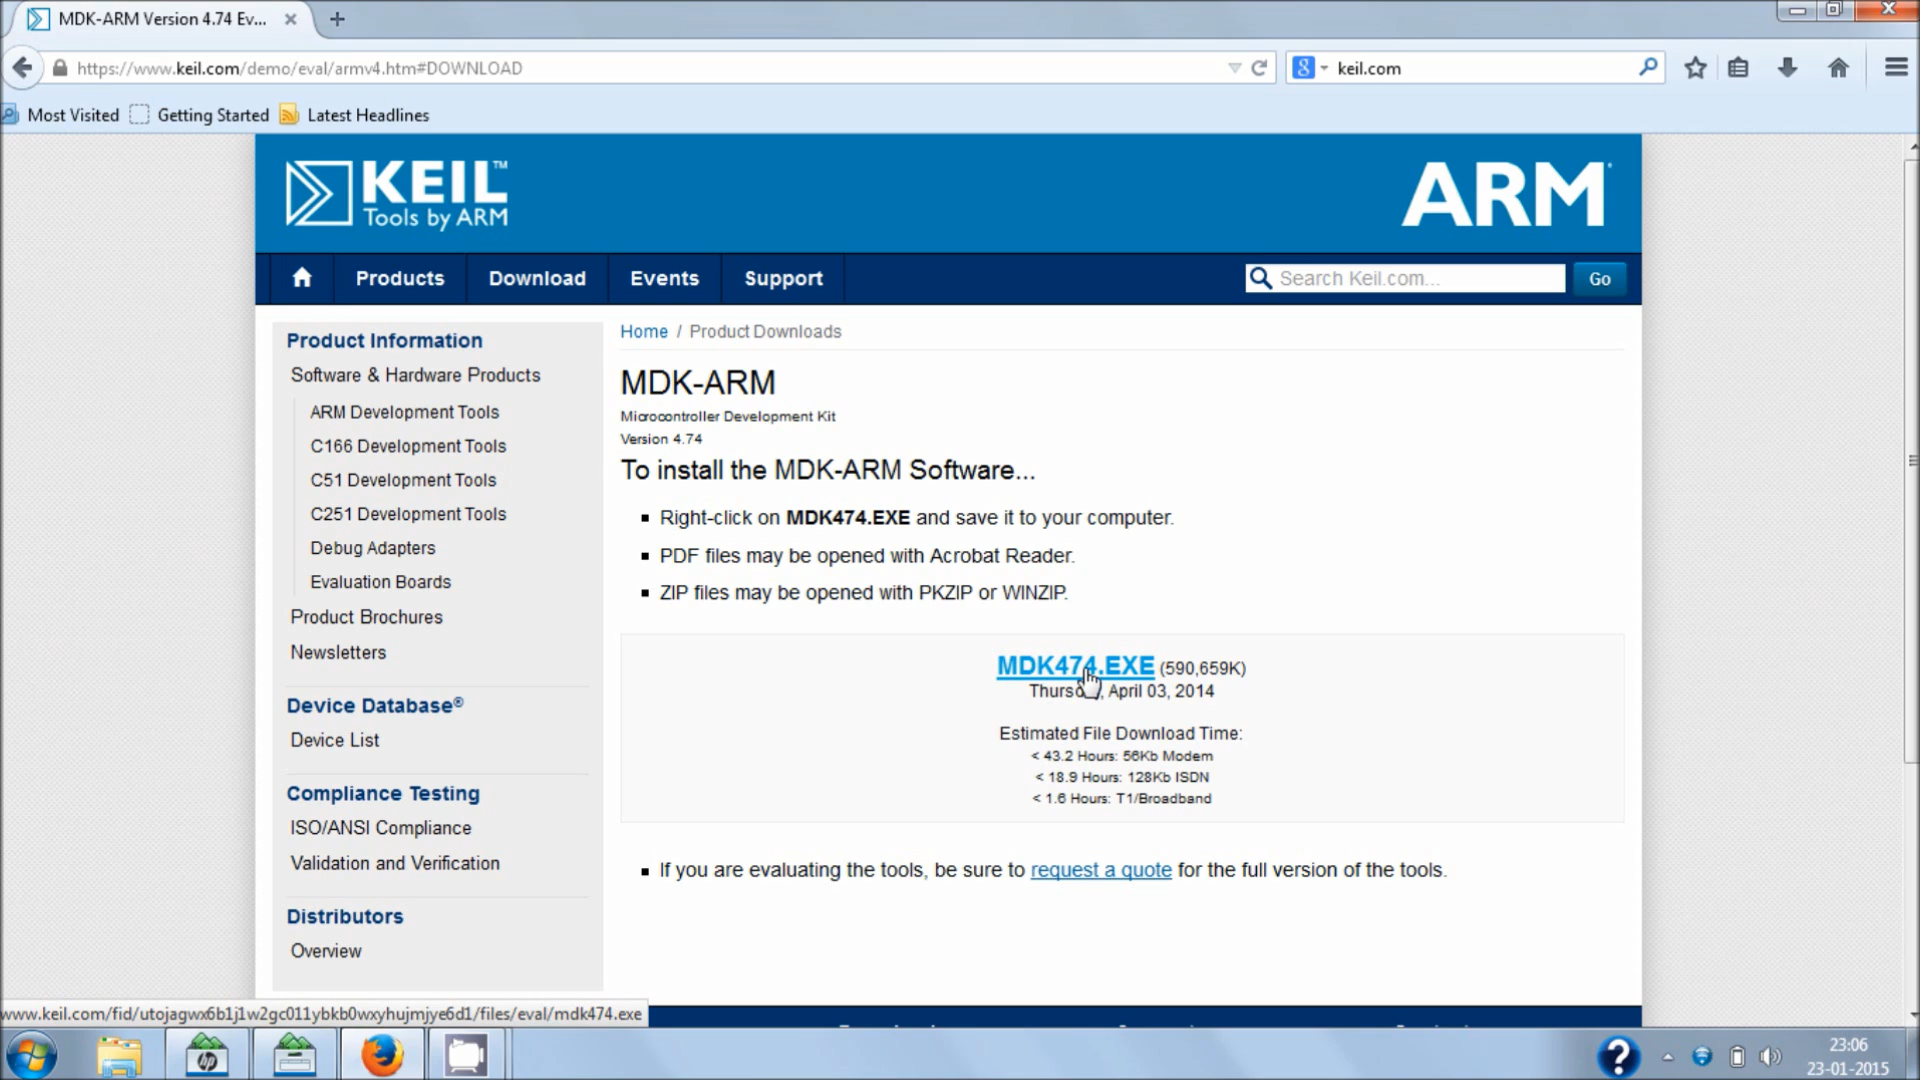 MDK-ARM Version 4.74 Ev...
https://www.keil.com/demo/eval/armv4.htm#DOWNLOAD
keil.com
Most Visited
Getting Started
Latest Headlines
KEIL™
Tools by ARM
ARM
Products
Download
Events
Support
Search Keil.com...
Go
Product Information
Software & Hardware Products
ARM Development Tools
C166 Development Tools
C51 Development Tools
C251 Development Tools
Debug Adapters
Evaluation Boards
Product Brochures
Newsletters
Device Database®
Device List
Compliance Testing
ISO/ANSI Compliance
Validation and Verification
Distributors
Overview
Home / Product Downloads
MDK-ARM
Microcontroller Development Kit
Version 4.74
To install the MDK-ARM Software...
Right-click on MDK474.EXE and save it to your computer.
PDF files may be opened with Acrobat Reader.
ZIP files may be opened with PKZIP or WINZIP.
MDK474.EXE (590,659K)
Thursday, April 03, 2014
Estimated File Download Time:
< 43.2 Hours: 56Kb Modem
< 18.9 Hours: 128Kb ISDN
< 1.6 Hours: T1/Broadband
If you are evaluating the tools, be sure to request a quote for the full version of the tools.
www.keil.com/fid/utojagwx6b1j1w2gc011ybkb0wxyhujmjye6d1/files/eval/mdk474.exe
hp
23:06
23-01-2015